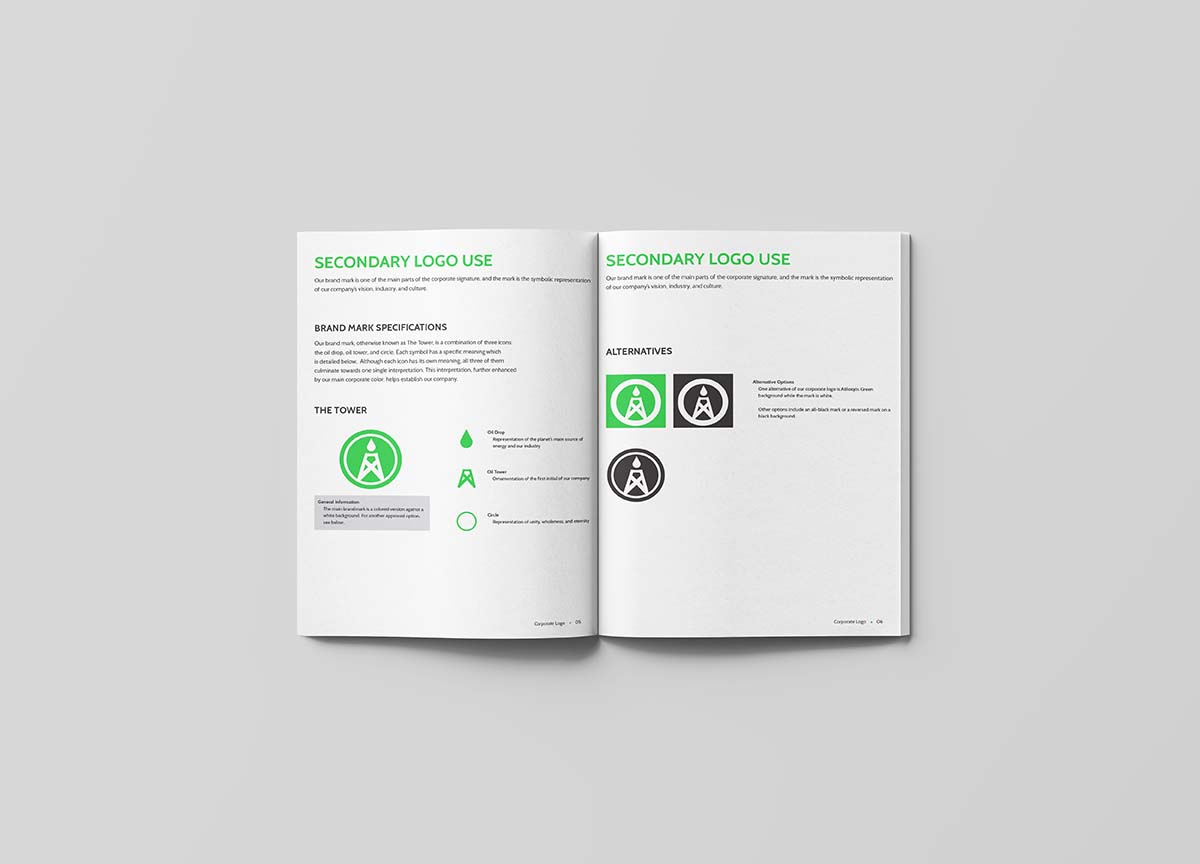 SECONDARY LOGO USE
Our brand mark is one of the main parts of the corporate signature, and the mark is the symbolic representation
of our company's vision, industry, and culture.
BRAND MARK SPECIFICATIONS
Our brand mark, otherwise known as The Tower, is a combination of three icons:
the oil drop, oil tower, and circle. Each symbol has a specific meaning which
is detailed below. Although each icon has its own meaning, all three of them
culminate towards one single interpretation. This interpretation, further enhanced
by our main corporate color, helps establish our company.
THE TOWER
General Information
The main brandmark is a colored version against a
white background. For another approved option,
see below.
Oil Drop
Representation of the planet's main source of
energy and our industry
Oil Tower
Ornamentation of the first initial of our company
Circle
Representation of unity, wholeness, and eternity
Corporate Logo • 05
SECONDARY LOGO USE
Our brand mark is one of the main parts of the corporate signature, and the mark is the symbolic representation
of our company's vision, industry, and culture.
ALTERNATIVES
Alternative Options
One alternative of our corporate logo is Green
background while the mark is white.
Other options include an all-black mark or a reversed mark on a
black background.
Corporate Logo • 06